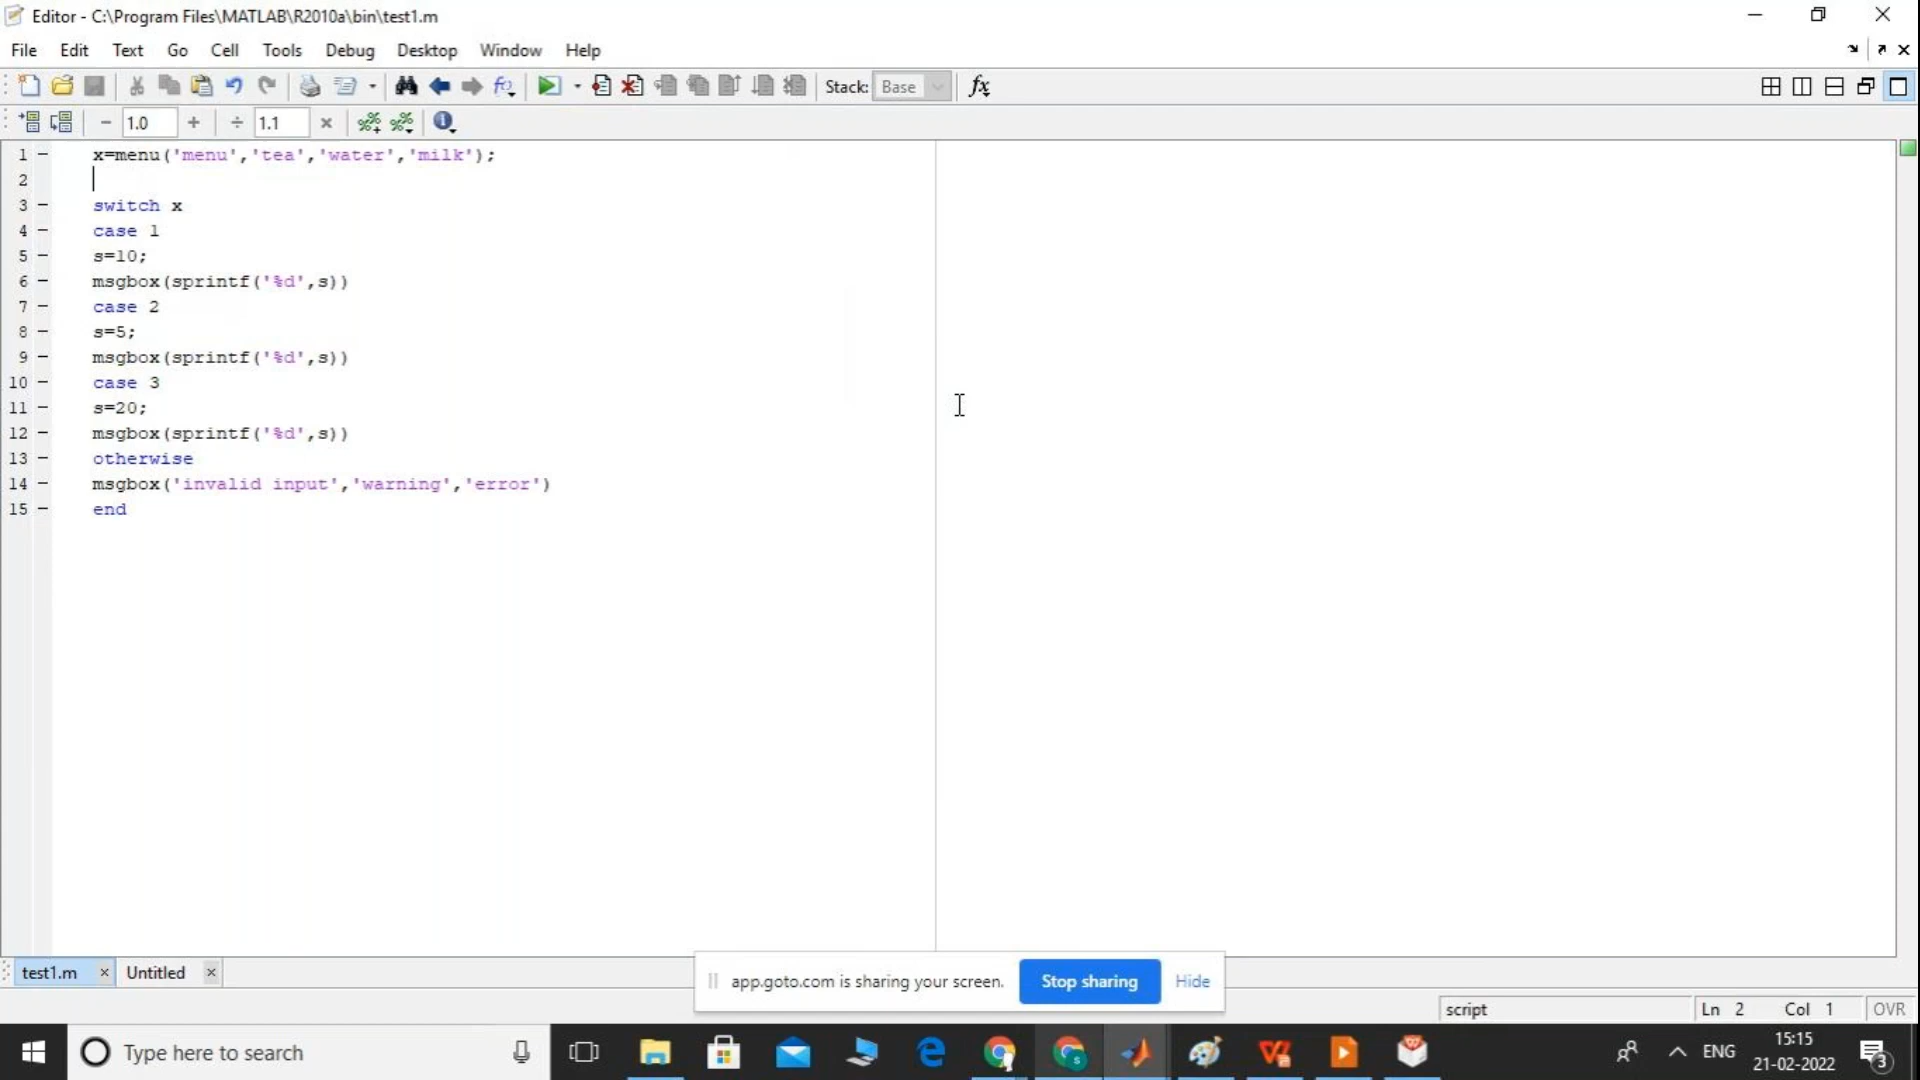 Editor - C:\Program Files\MATLAB\R2010a\bin\test1.m
File Edit Text Go Cell Tools Debug Desktop Window Help
Stack: Base fx
− 1.0 + ÷ 1.1 ×
1 − x=menu('menu','tea','water','milk');
2
3 − switch x
4 − case 1
5 − s=10;
6 − msgbox(sprintf('%d',s))
7 − case 2
8 − s=5;
9 − msgbox(sprintf('%d',s))
10 − case 3
11 − s=20;
12 − msgbox(sprintf('%d',s))
13 − otherwise
14 − msgbox('invalid input','warning','error')
15 − end
test1.m × Untitled ×
app.goto.com is sharing your screen. Stop sharing Hide
script Ln 2 Col 1 OVR
Type here to search
ENG
15:15
21-02-2022
3